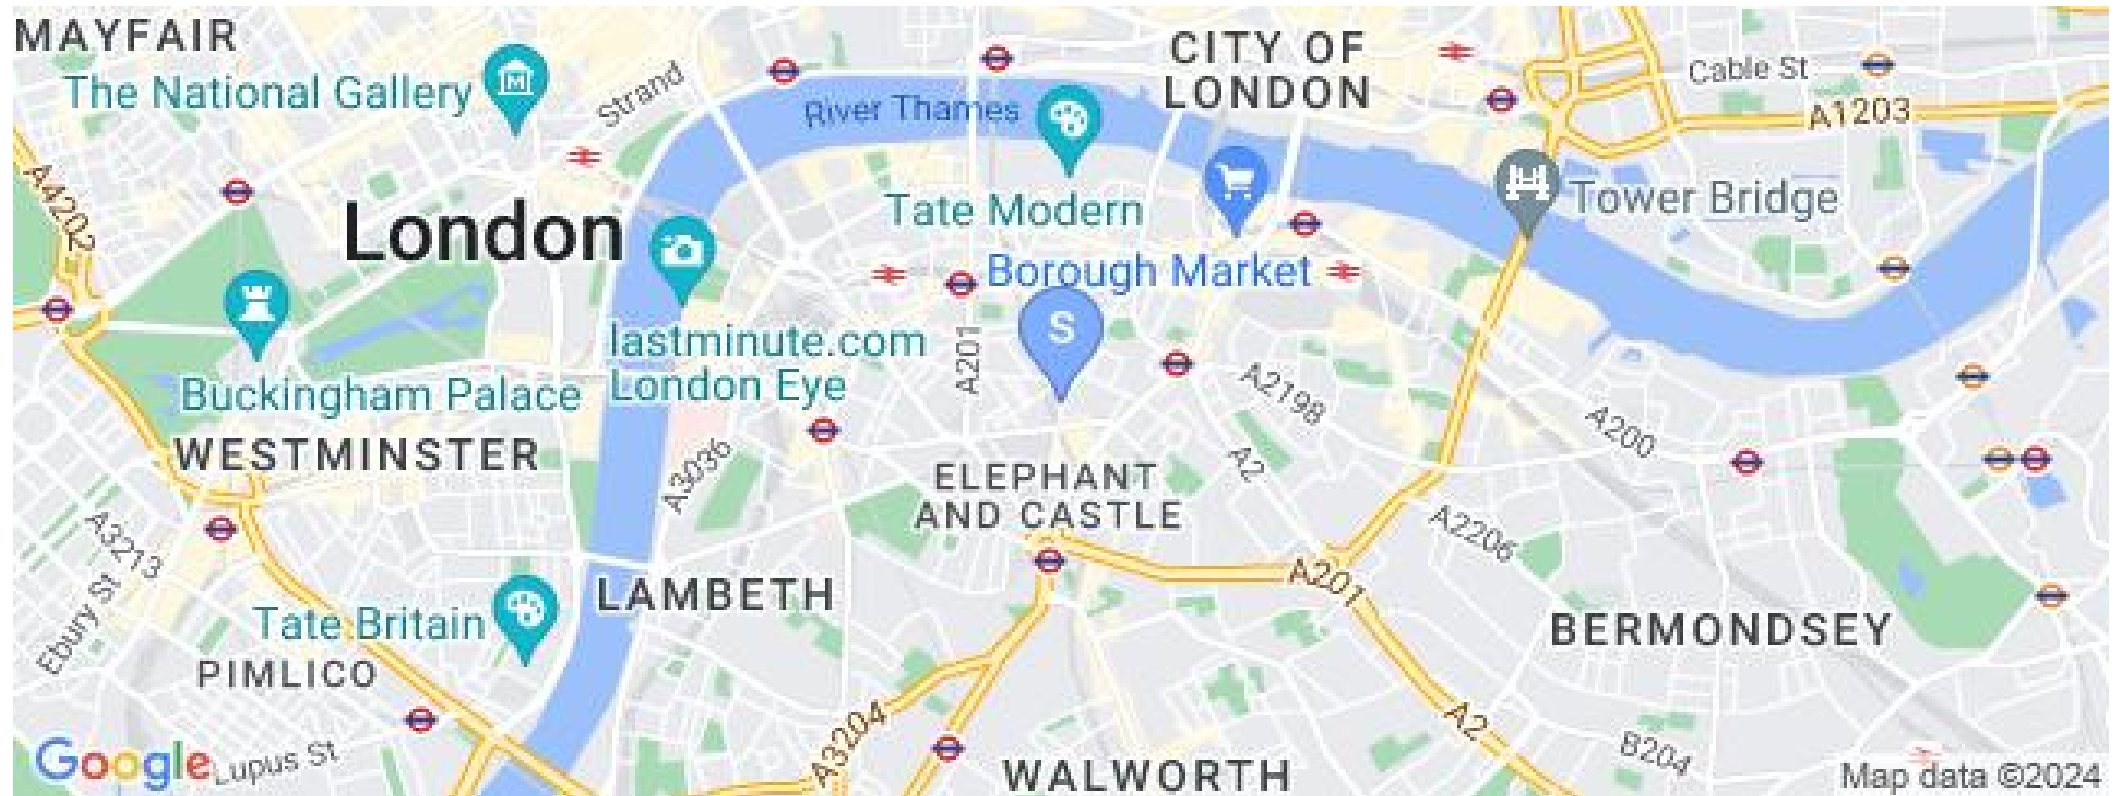 MAYFAIR
The National Gallery
Strand
River Thames
CITY OF
LONDON
Cable St
A1203
A4202
London
Tate Modern
Tower Bridge
Borough Market
S
lastminute.com
London Eye
Buckingham Palace
A201
A2198
A200
WESTMINSTER
A3036
A2
ELEPHANT
AND CASTLE
A3213
A2206
Ebury St
A201
LAMBETH
Tate Britain
BERMONDSEY
PIMLICO
A3204
A2
B204
Google
Lupus St
WALWORTH
Map data ©2024